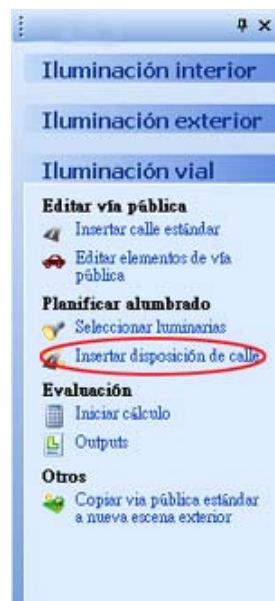 Iluminación interior
Iluminación exterior
Iluminación vial
Editar vía pública
Insertar calle estándar
Editar elementos de vía
pública
Planificar alumbrado
Seleccionar luminarias
Insertar disposición de calle
Evaluación
Iniciar cálculo
Outputs
Otros
Copiar via pública estándar
a nueva escena exterior